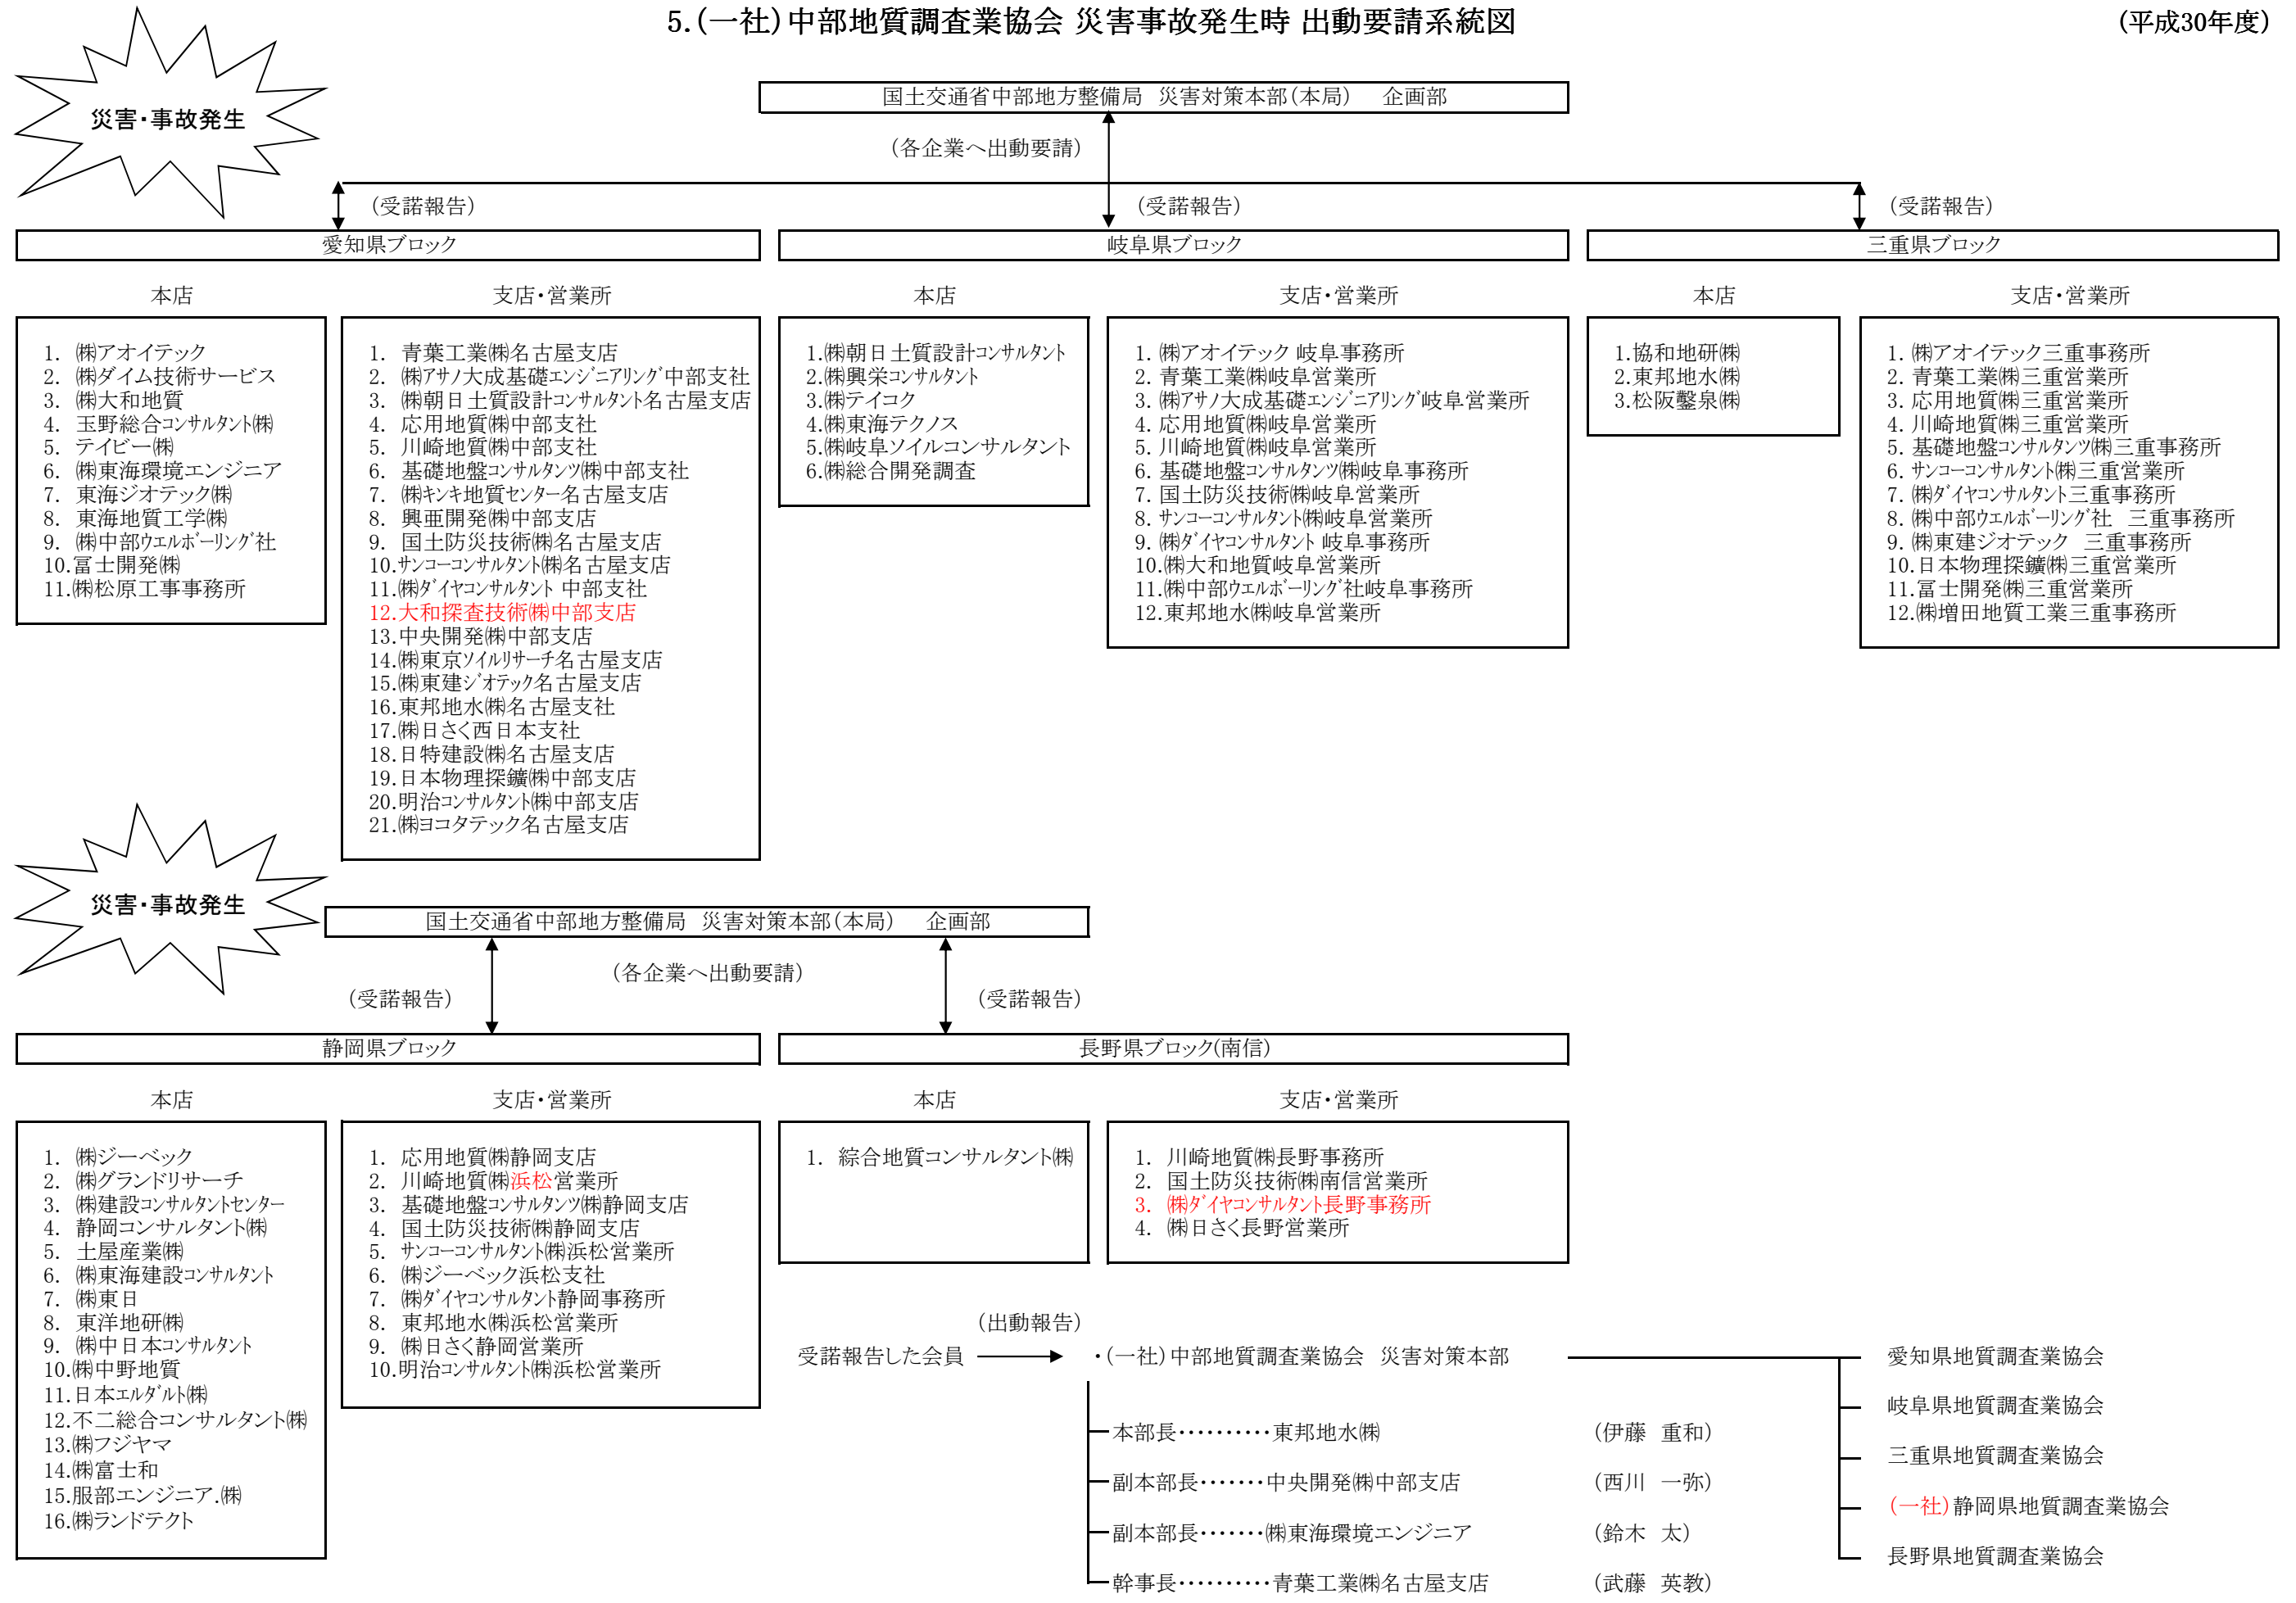 5.(一社)中部地質調査業協会 災害事故発生時 出動要請系統図
(平成30年度)
災害・事故発生
国土交通省中部地方整備局 災害対策本部(本局) 企画部
(各企業へ出動要請)
(受諾報告)
(受諾報告)
(受諾報告)
愛知県ブロック
岐阜県ブロック
三重県ブロック
本店
1. ㈱アオイテック
2. ㈱ダイム技術サービス
3. ㈱大和地質
4. 玉野総合ｺﾝｻﾙﾀﾝﾄ㈱
5. テイビー㈱
6. ㈱東海環境エンジニア
7. 東海ジオテック㈱
8. 東海地質工学㈱
9. ㈱中部ｳｴﾙﾎﾞｰﾘﾝｸﾞ社
10.冨士開発㈱
11.㈱松原工事事務所
支店・営業所
1. 青葉工業㈱名古屋支店
2. ㈱ｱｻﾉ大成基礎ｴﾝｼﾞﾆｱﾘﾝｸﾞ中部支社
3. ㈱朝日土質設計ｺﾝｻﾙﾀﾝﾄ名古屋支店
4. 応用地質㈱中部支社
5. 川崎地質㈱中部支社
6. 基礎地盤ｺﾝｻﾙﾀﾝﾂ㈱中部支社
7. ㈱ｷﾝｷ地質ｾﾝﾀｰ名古屋支店
8. 興亜開発㈱中部支店
9. 国土防災技術㈱名古屋支店
10.ｻﾝｺｰｺﾝｻﾙﾀﾝﾄ㈱名古屋支店
11.㈱ﾀﾞｲﾔｺﾝｻﾙﾀﾝﾄ 中部支社
12.大和探査技術㈱中部支店
13.中央開発㈱中部支店
14.㈱東京ｿｲﾙﾘｻｰﾁ名古屋支店
15.㈱東建ｼﾞｵﾃｯｸ名古屋支店
16.東邦地水㈱名古屋支社
17.㈱日さく西日本支社
18.日特建設㈱名古屋支店
19.日本物理探鑛㈱中部支店
20.明治ｺﾝｻﾙﾀﾝﾄ㈱中部支店
21.㈱ヨコタテック名古屋支店
本店
1.㈱朝日土質設計ｺﾝｻﾙﾀﾝﾄ
2.㈱興栄ｺﾝｻﾙﾀﾝﾄ
3.㈱テイコク
4.㈱東海テクノス
5.㈱岐阜ソイルコンサルタント
6.㈱総合開発調査
支店・営業所
1. ㈱アオイテック 岐阜事務所
2. 青葉工業㈱岐阜営業所
3. ㈱ｱｻﾉ大成基礎ｴﾝｼﾞﾆｱﾘﾝｸﾞ岐阜営業所
4. 応用地質㈱岐阜営業所
5. 川崎地質㈱岐阜営業所
6. 基礎地盤ｺﾝｻﾙﾀﾝﾂ㈱岐阜事務所
7. 国土防災技術㈱岐阜営業所
8. ｻﾝｺｰｺﾝｻﾙﾀﾝﾄ㈱岐阜営業所
9. ㈱ﾀﾞｲﾔｺﾝｻﾙﾀﾝﾄ 岐阜事務所
10.㈱大和地質岐阜営業所
11.㈱中部ｳｴﾙﾎﾞｰﾘﾝｸﾞ社岐阜事務所
12.東邦地水㈱岐阜営業所
本店
1.協和地研㈱
2.東邦地水㈱
3.松阪鑿泉㈱
支店・営業所
1. ㈱アオイテック三重事務所
2. 青葉工業㈱三重営業所
3. 応用地質㈱三重営業所
4. 川崎地質㈱三重営業所
5. 基礎地盤ｺﾝｻﾙﾀﾝﾂ㈱三重事務所
6. ｻﾝｺｰｺﾝｻﾙﾀﾝﾄ㈱三重営業所
7. ㈱ﾀﾞｲﾔｺﾝｻﾙﾀﾝﾄ三重事務所
8. ㈱中部ｳｴﾙﾎﾞｰﾘﾝｸﾞ社 三重事務所
9. ㈱東建ジオテック 三重事務所
10.日本物理探鑛㈱三重営業所
11.冨士開発㈱三重営業所
12.㈱増田地質工業三重事務所
災害・事故発生
国土交通省中部地方整備局 災害対策本部(本局) 企画部
(各企業へ出動要請)
(受諾報告)
(受諾報告)
静岡県ブロック
長野県ブロック(南信)
本店
1. ㈱ジーベック
2. ㈱グランドリサーチ
3. ㈱建設ｺﾝｻﾙﾀﾝﾄｾﾝﾀｰ
4. 静岡コンサルタント㈱
5. 土屋産業㈱
6. ㈱東海建設ｺﾝｻﾙﾀﾝﾄ
7. ㈱東日
8. 東洋地研㈱
9. ㈱中日本ｺﾝｻﾙﾀﾝﾄ
10.㈱中野地質
11.日本ｴﾙﾀﾞﾙﾄ㈱
12.不二総合コンサルタント㈱
13.㈱フジヤマ
14.㈱富士和
15.服部エンジニア.㈱
16.㈱ランドテクト
支店・営業所
1. 応用地質㈱静岡支店
2. 川崎地質㈱浜松営業所
3. 基礎地盤ｺﾝｻﾙﾀﾝﾂ㈱静岡支店
4. 国土防災技術㈱静岡支店
5. ｻﾝｺｰｺﾝｻﾙﾀﾝﾄ㈱浜松営業所
6. ㈱ジーベック浜松支社
7. ㈱ﾀﾞｲﾔｺﾝｻﾙﾀﾝﾄ静岡事務所
8. 東邦地水㈱浜松営業所
9. ㈱日さく静岡営業所
10.明治ｺﾝｻﾙﾀﾝﾄ㈱浜松営業所
本店
1. 綜合地質コンサルタント㈱
支店・営業所
1. 川崎地質㈱長野事務所
2. 国土防災技術㈱南信営業所
3. ㈱ﾀﾞｲﾔｺﾝｻﾙﾀﾝﾄ長野事務所
4. ㈱日さく長野営業所
(出動報告)
受諾報告した会員
・(一社)中部地質調査業協会 災害対策本部
本部長・・・・・・・・・・東邦地水㈱ (伊藤 重和)
副本部長・・・・・・・中央開発㈱中部支店 (西川 一弥)
副本部長・・・・・・・㈱東海環境エンジニア (鈴木 太)
幹事長・・・・・・・・・・青葉工業㈱名古屋支店 (武藤 英教)
愛知県地質調査業協会
岐阜県地質調査業協会
三重県地質調査業協会
(一社)静岡県地質調査業協会
長野県地質調査業協会